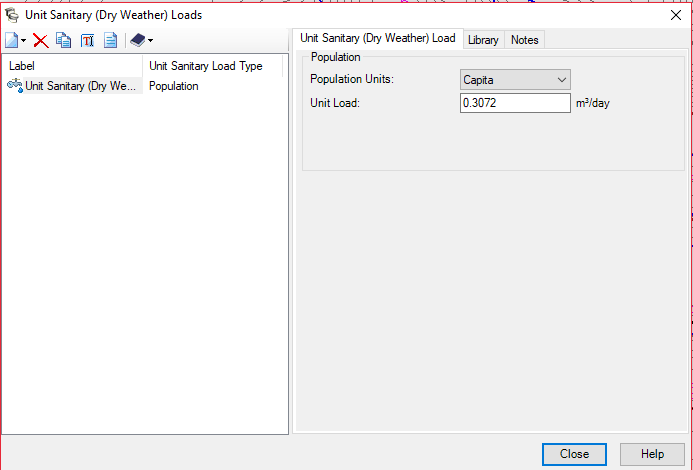 Unit Sanitary (Dry Weather) Loads
Label
Unit Sanitary Load Type
Unit Sanitary (Dry We...
Population
Unit Sanitary (Dry Weather) Load
Library
Notes
Population
Population Units:
Capita
Unit Load:
0.3072
m³/day
Close
Help